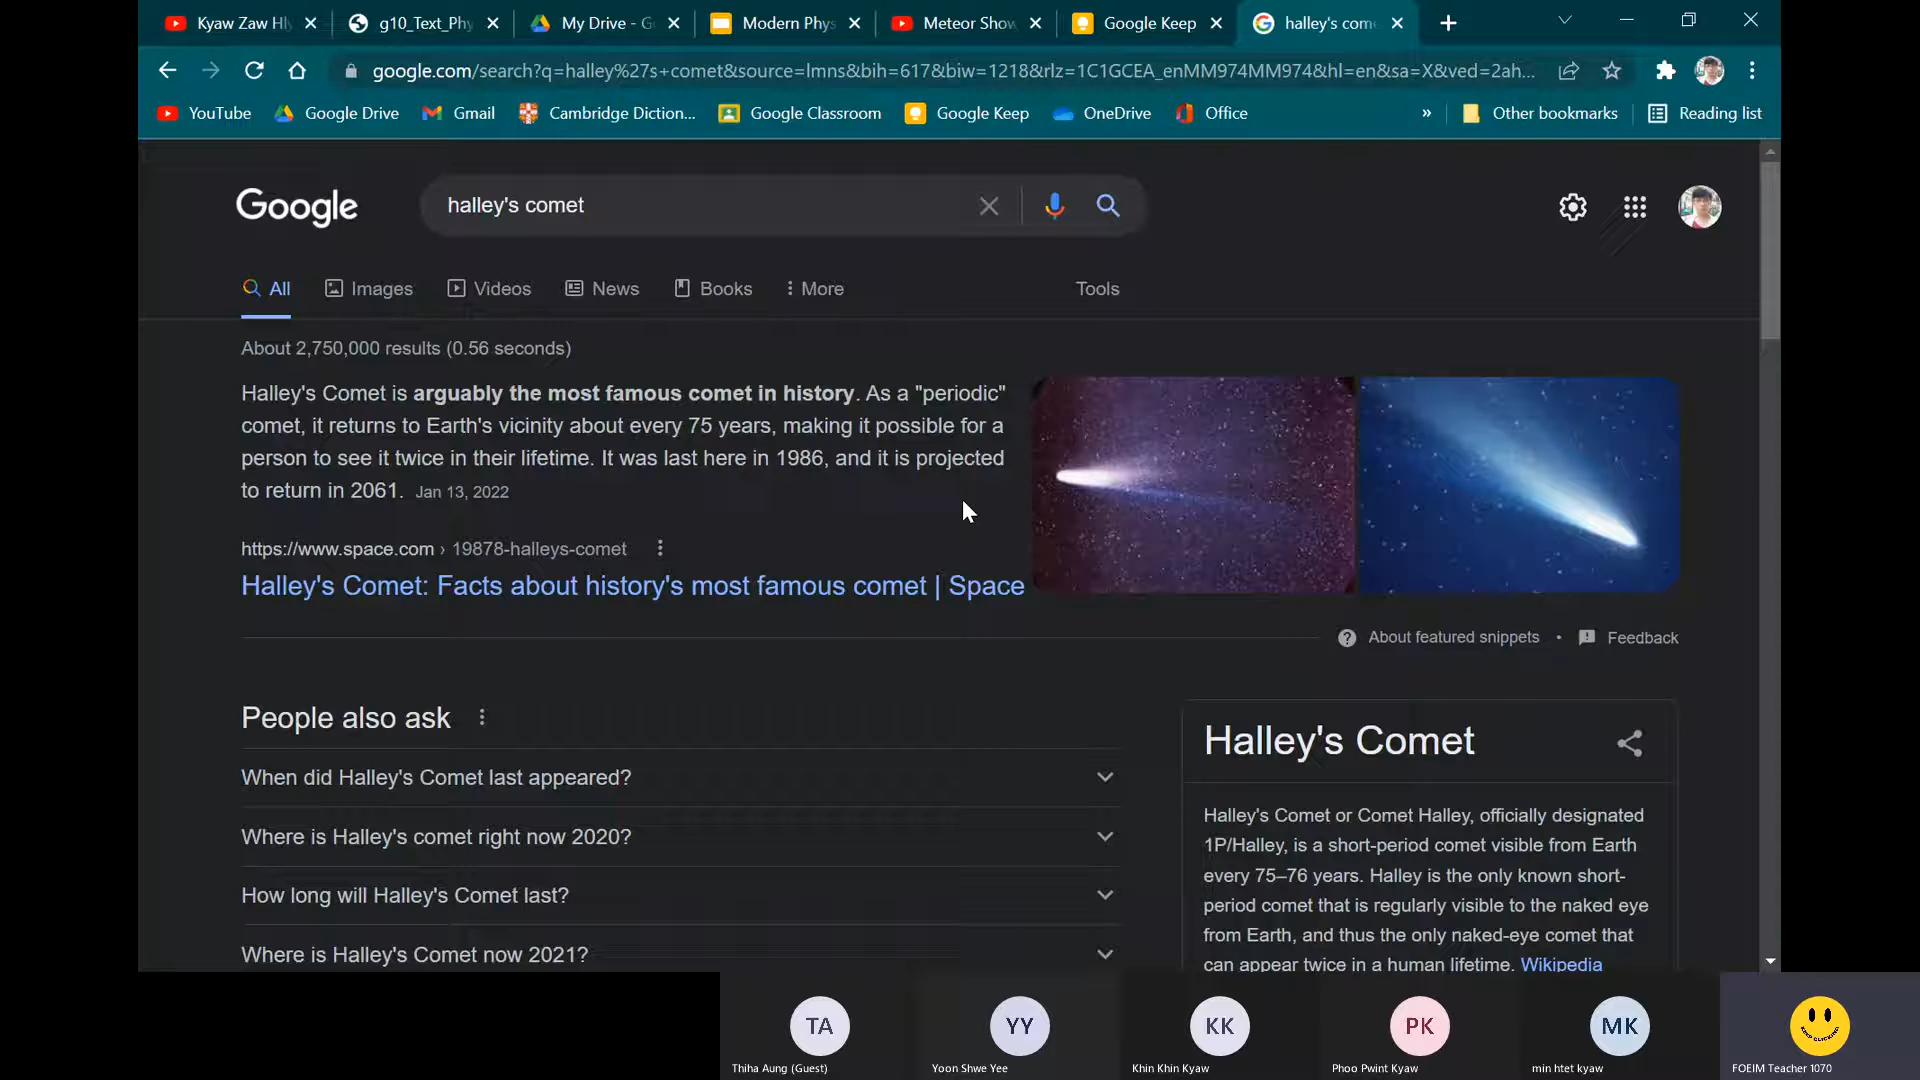 Kyaw Zaw Hl
g10_Text_Phy
My Drive - G
Modern Phys
Meteor Show
Google Keep
halley's come
google.com/search?q=halley%27s+comet&source=lmns&bih=617&biw=1218&rlz=1C1GCEA_enMM974MM974&hl=en&sa=X&ved=2ah...
YouTube
Google Drive
Gmail
Cambridge Diction...
Google Classroom
Google Keep
OneDrive
Office
»
Other bookmarks
Reading list
Google
halley's comet
All
Images
Videos
News
Books
More
Tools
About 2,750,000 results (0.56 seconds)
Halley's Comet is arguably the most famous comet in history. As a "periodic"
comet, it returns to Earth's vicinity about every 75 years, making it possible for a
person to see it twice in their lifetime. It was last here in 1986, and it is projected
to return in 2061. Jan 13, 2022
https://www.space.com › 19878-halleys-comet
Halley's Comet: Facts about history's most famous comet | Space
About featured snippets • Feedback
People also ask
When did Halley's Comet last appeared?
Where is Halley's comet right now 2020?
How long will Halley's Comet last?
Where is Halley's Comet now 2021?
Halley's Comet
Halley's Comet or Comet Halley, officially designated
1P/Halley, is a short-period comet visible from Earth
every 75–76 years. Halley is the only known short-
period comet that is regularly visible to the naked eye
from Earth, and thus the only naked-eye comet that
can appear twice in a human lifetime. Wikipedia
TA
Thiha Aung (Guest)
YY
Yoon Shwe Yee
KK
Khin Khin Kyaw
PK
Phoo Pwint Kyaw
MK
min htet kyaw
KEEP CLICKING!
FOEIM Teacher 1070